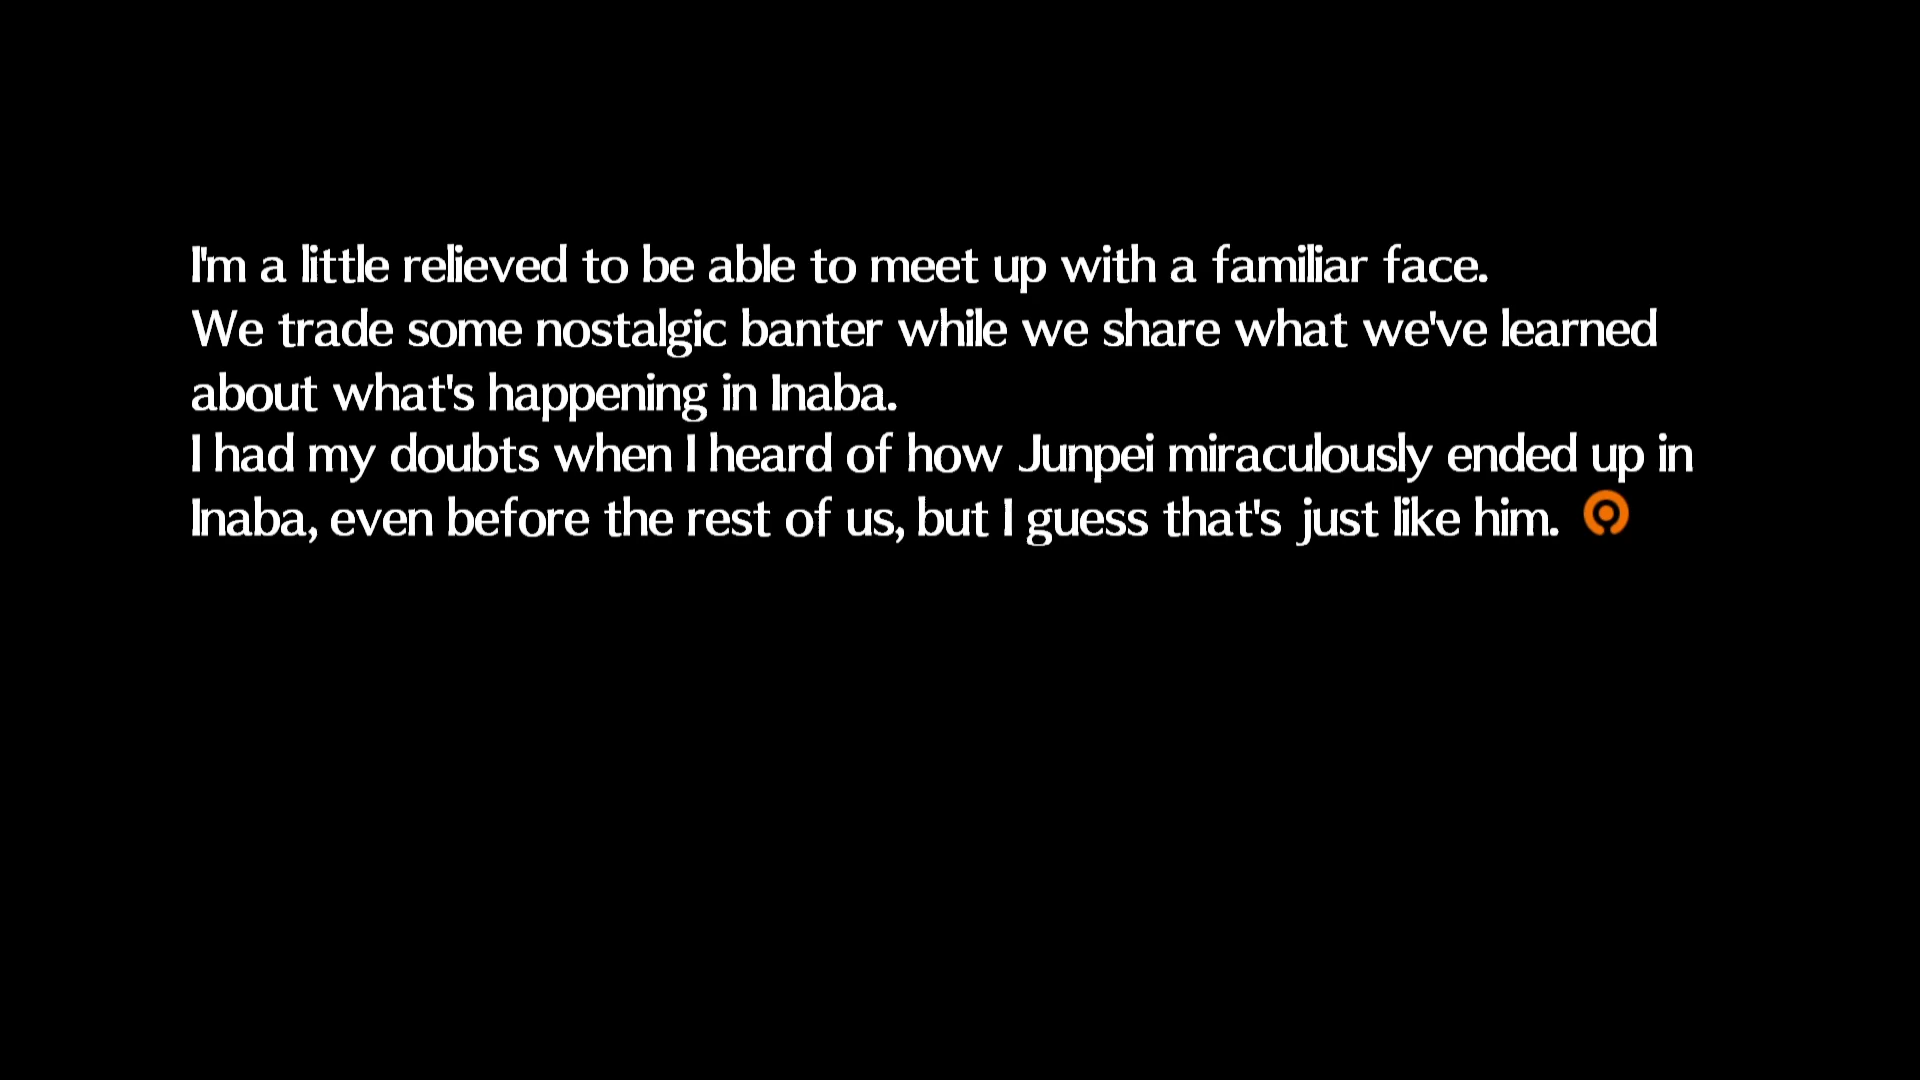 I'm a little relieved to be able to meet up with a familiar face.
We trade some nostalgic banter while we share what we've learned
about what's happening in Inaba.
I had my doubts when I heard of how Junpei miraculously ended up in
Inaba, even before the rest of us, but I guess that's just like him.